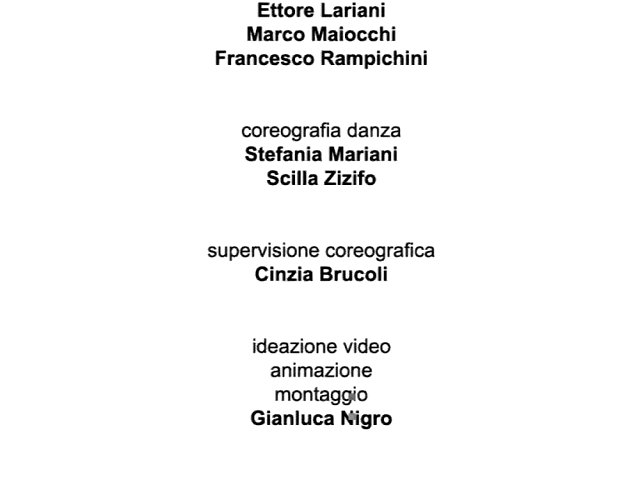 Ettore Lariani
Marco Maiocchi
Francesco Rampichini
coreografia danza
Stefania Mariani
Scilla Zizifo
supervisione coreografica
Cinzia Brucoli
ideazione video
animazione
montaggio
Gianluca Nigro